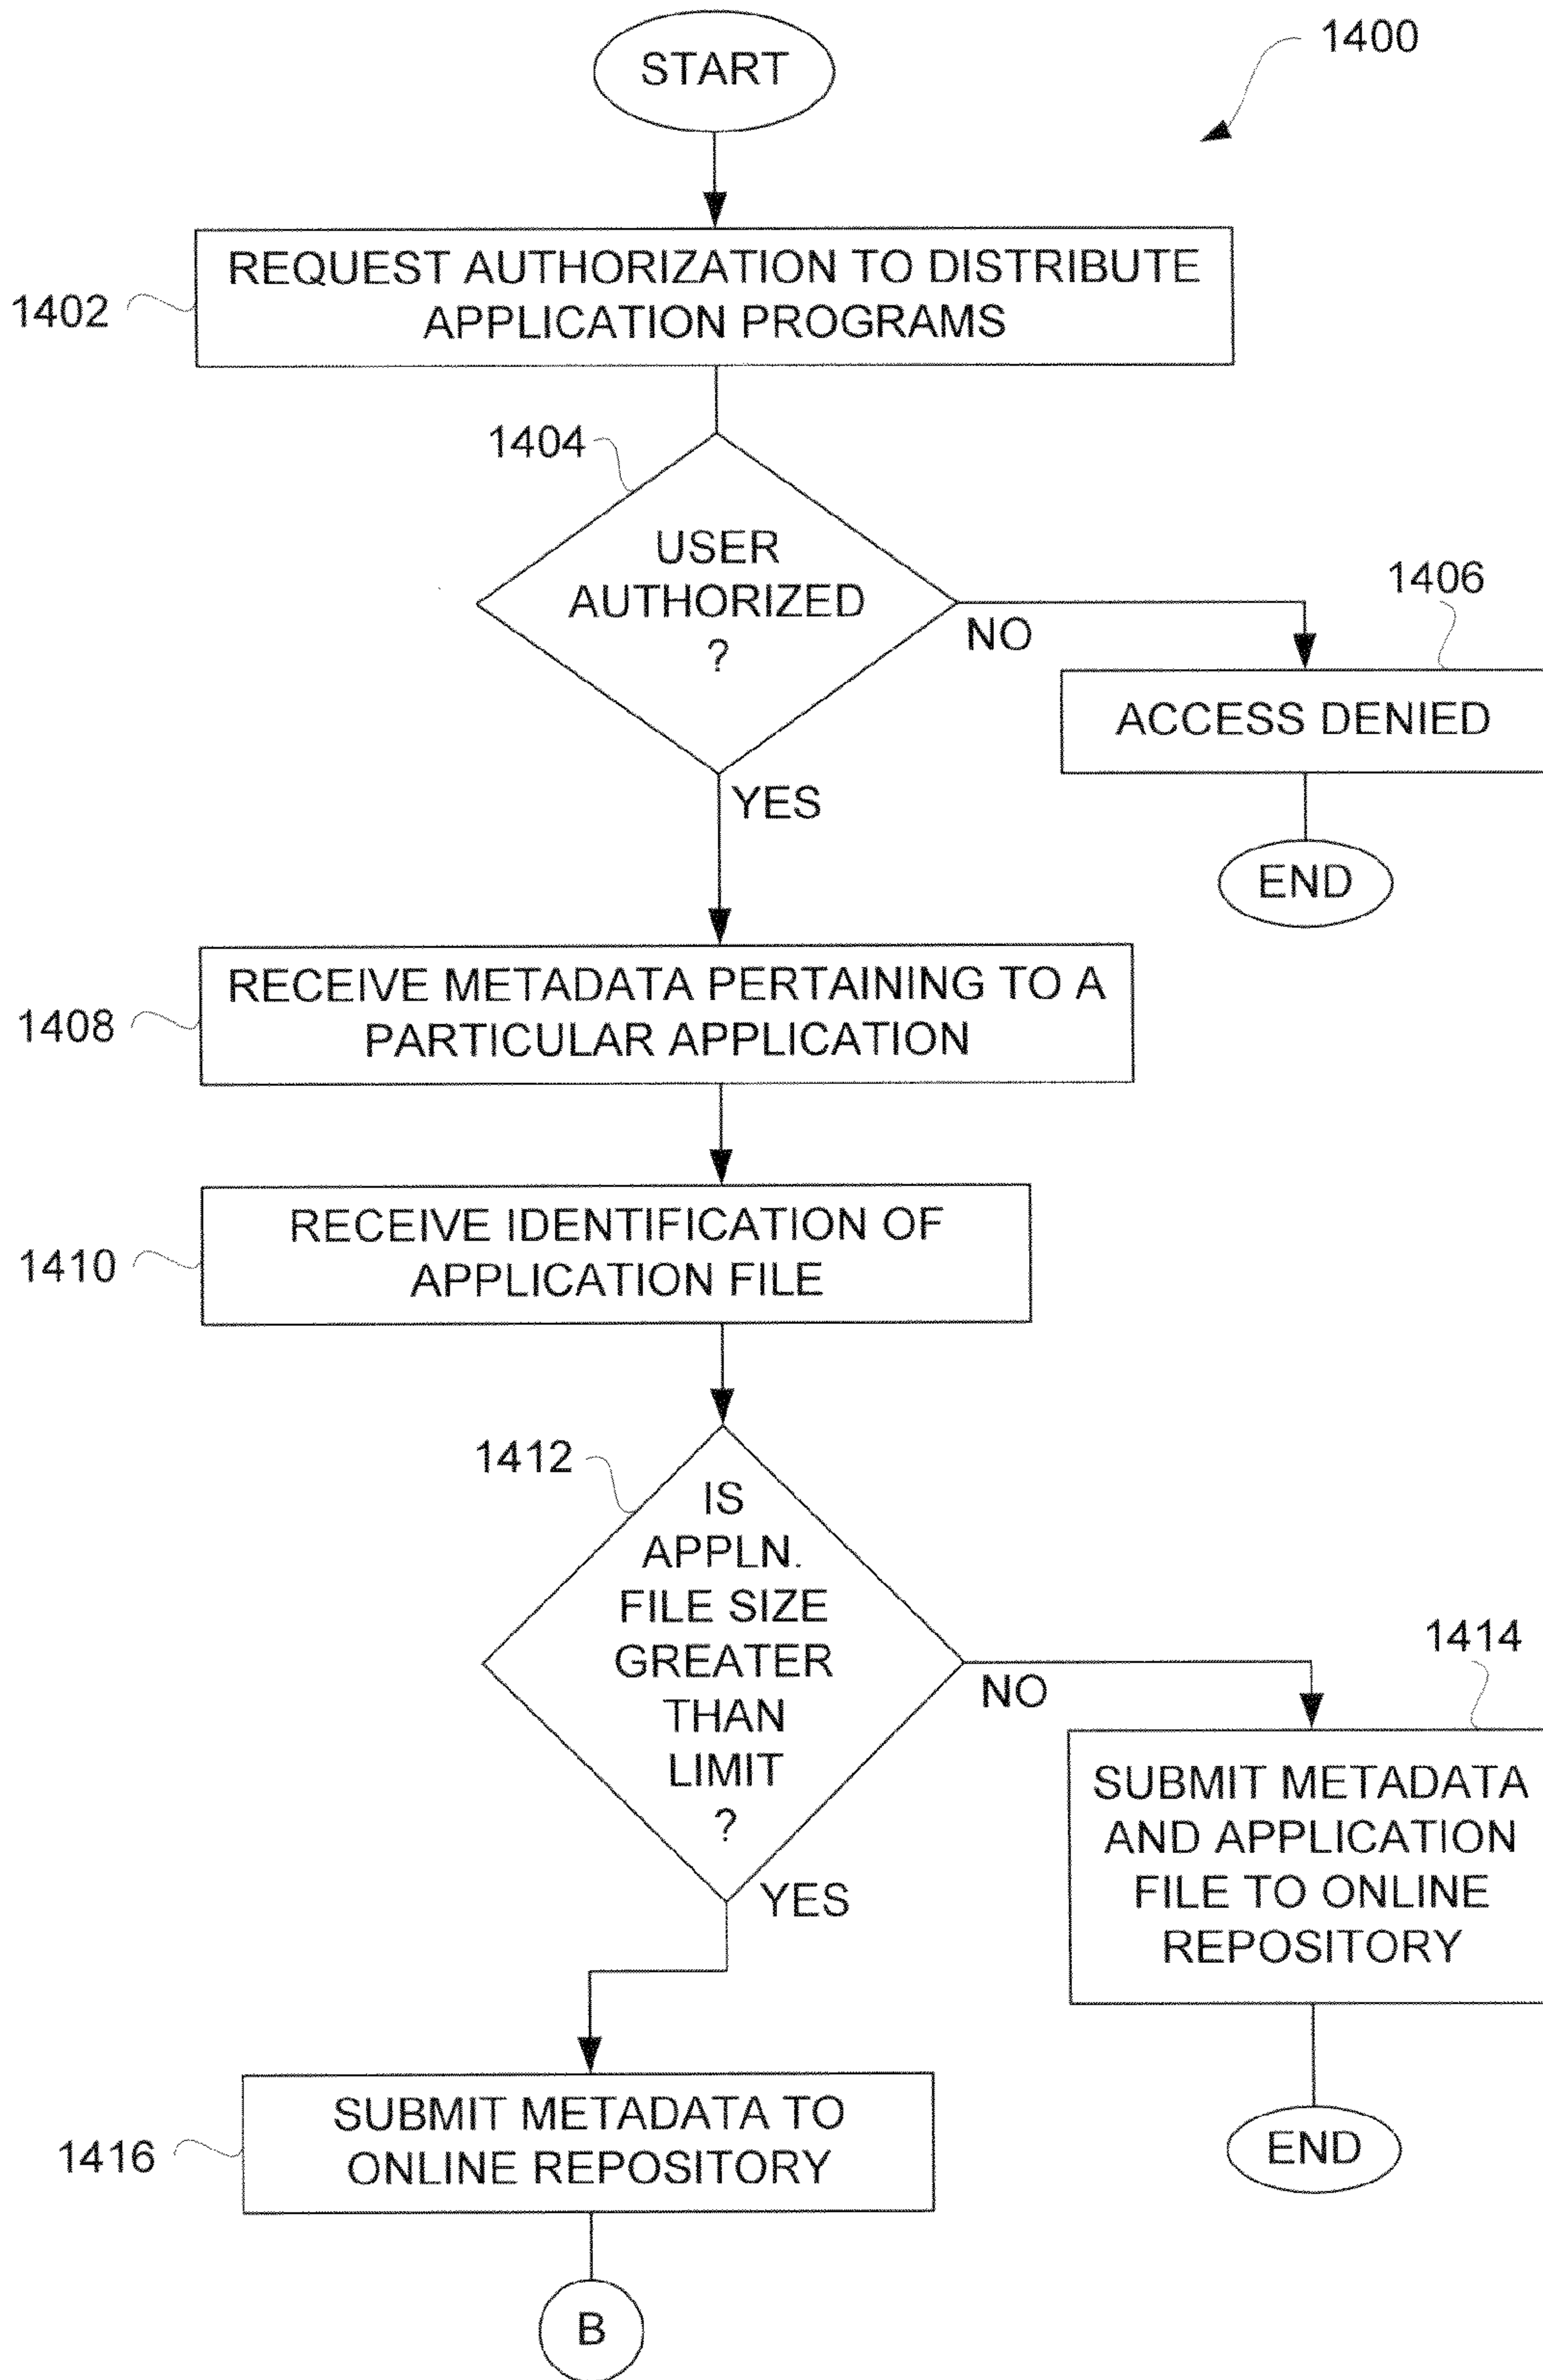 START
1400
REQUEST AUTHORIZATION TO DISTRIBUTE
APPLICATION PROGRAMS
1402
1404
USER
AUTHORIZED
?
NO
1406
ACCESS DENIED
END
YES
RECEIVE METADATA PERTAINING TO A
PARTICULAR APPLICATION
1408
RECEIVE IDENTIFICATION OF
APPLICATION FILE
1410
1412
IS
APPLN.
FILE SIZE
GREATER
THAN
LIMIT
?
NO
1414
SUBMIT METADATA
AND APPLICATION
FILE TO ONLINE
REPOSITORY
END
YES
SUBMIT METADATA TO
ONLINE REPOSITORY
1416
B